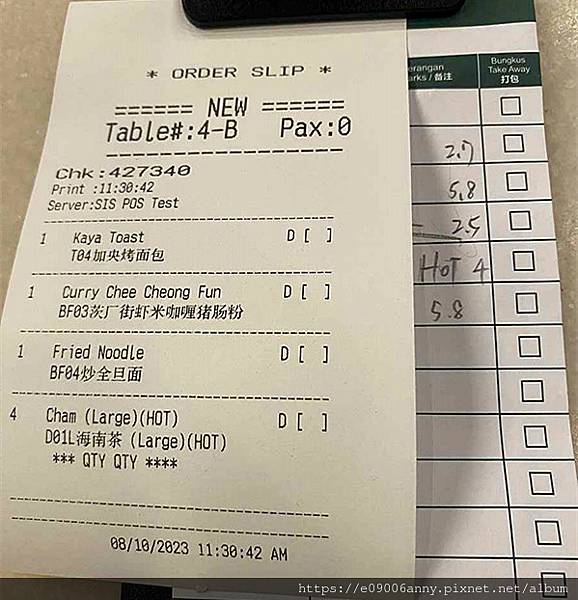 * ORDER SLIP *
====== NEW ======
Table#:4-B Pax:0
Chk:427340
Print :11:30:42
Server:SIS POS Test
1 Kaya Toast D [ ]
T04加央烤面包
1 Curry Chee Cheong Fun D [ ]
BF03茨厂街虾米咖喱猪肠粉
1 Fried Noodle D [ ]
BF04炒全旦面
4 Cham (Large)(HOT) D [ ]
D01L海南茶 (Large)(HOT)
*** QTY QTY ****
08/10/2023 11:30:42 AM
erangan
arks / 备注
Bungkus
Take Away
打包
2.7
5.8
2.5
HOT 4
5.8
https://e09006anny.pixnet.net/album